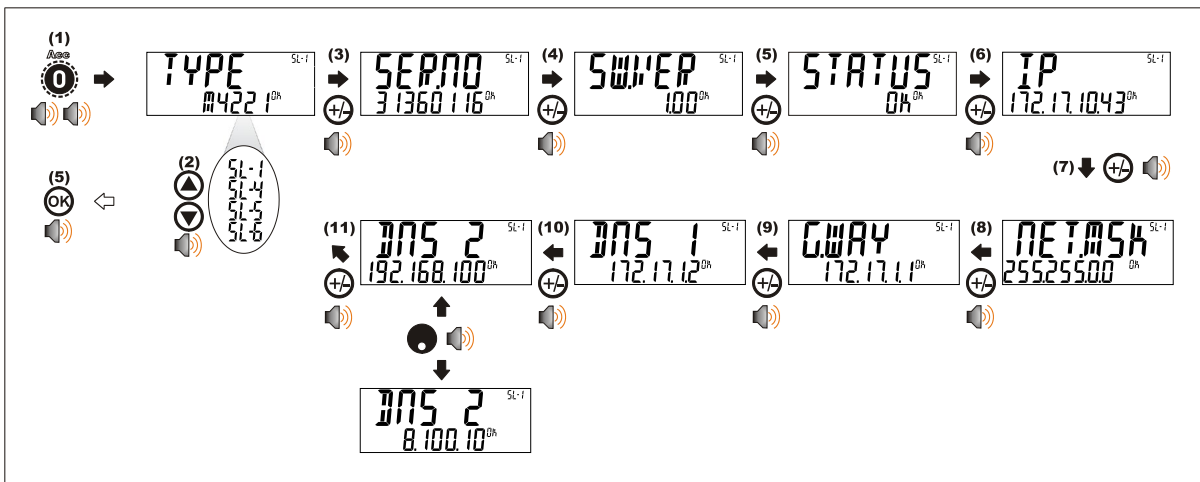 (1)
Acc
0
TYPE SL-1
M4221 Ok
(3)
+/-
SER.NO SL-1
31360116 Ok
(4)
+/-
SW.VER SL-1
1.00 Ok
(5)
+/-
STATUS SL-1
OK Ok
(6)
+/-
IP SL-1
172.17.10.43 Ok
(7)
+/-
(5)
OK
(2)
SL-1
SL-4
SL-5
SL-6
(11)
+/-
DNS 2 SL-1
192.168.100 Ok
(10)
+/-
DNS 1 SL-1
172.17.1.2 Ok
(9)
+/-
G.WAY SL-1
172.17.1.1 Ok
(8)
+/-
NET.MSK SL-1
255.255.0.0 Ok
DNS 2 SL-1
8.100.10 Ok